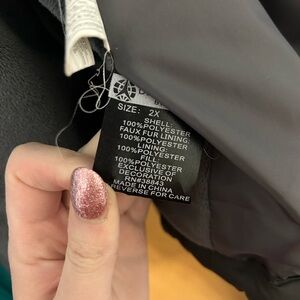 SIZE: 2X
SHELL:
100%POLYESTER
FAUX FUR LINING:
100%POLYESTER
LINING:
100%POLYESTER
FILL:
100%POLYESTER
EXCLUSIVE OF
DECORATION
RN#838843
MADE IN CHINA
REVERSE FOR CARE